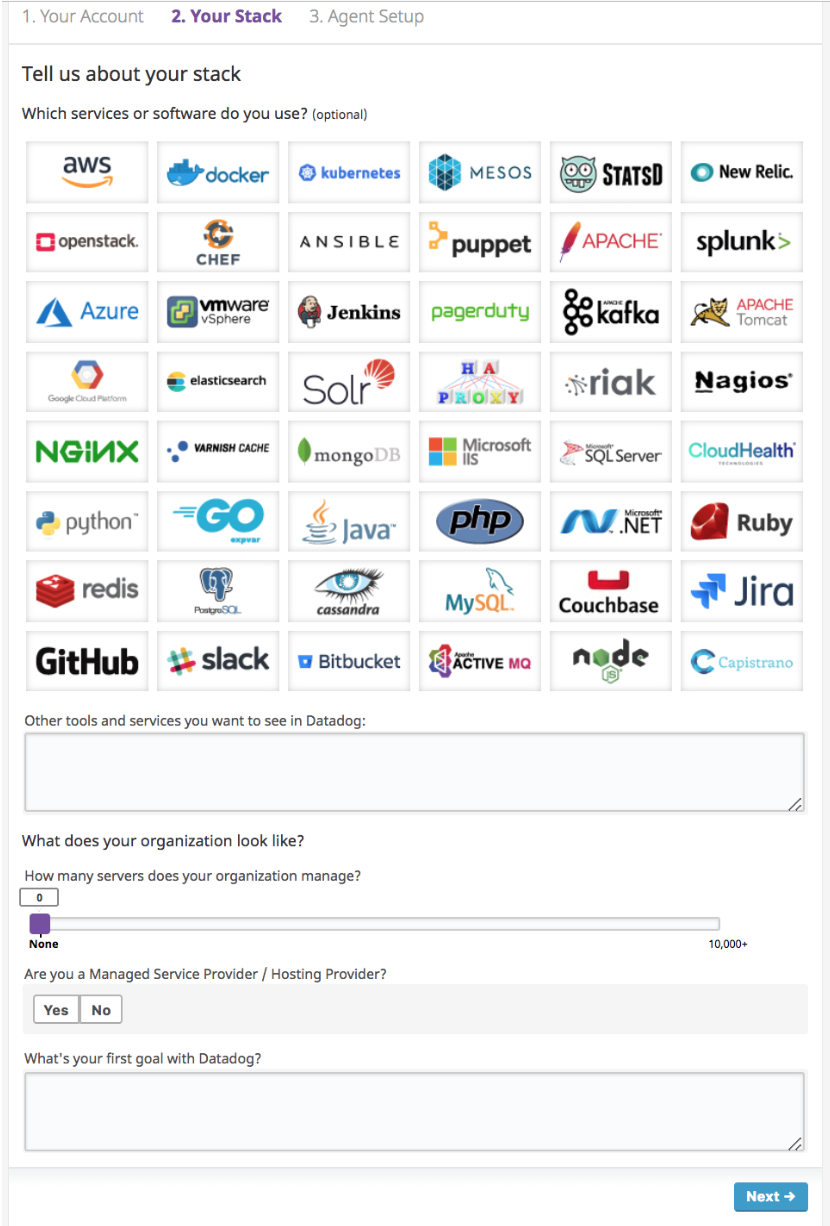 1. Your Account 2. Your Stack 3. Agent Setup
Tell us about your stack
Which services or software do you use? (optional)
aws docker kubernetes MESOS STATSD New Relic.
openstack. CHEF ANSIBLE puppet APACHE™ splunk>
Azure vmware vSphere Jenkins pagerduty APACHE kafka APACHE Tomcat
Google Cloud Platform elasticsearch Solr HA PROXY riak Nagios®
NGINX VARNISH CACHE mongoDB Microsoft IIS Microsoft® SQL Server CloudHealth® TECHNOLOGIES
python™ GO expvar Java™ php Microsoft® .NET Ruby
redis PostgreSQL cassandra MySQL. Couchbase Jira
GitHub slack Bitbucket Apache ACTIVE MQ node JS Capistrano
Other tools and services you want to see in Datadog:
What does your organization look like?
How many servers does your organization manage?
0
None 10,000+
Are you a Managed Service Provider / Hosting Provider?
Yes No
What's your first goal with Datadog?
Next →